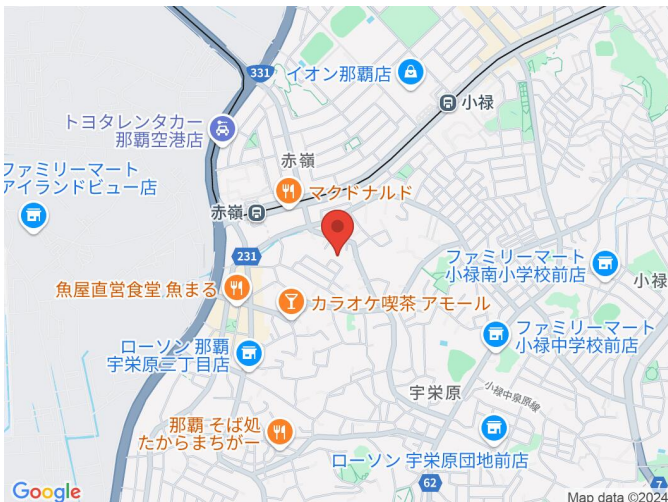 331
イオン那覇店
小禄
トヨタレンタカー
那覇空港店
赤嶺
ファミリーマート
アイランドビュー店
マクドナルド
赤嶺
231
ファミリーマート
小禄南小学校前店
小禄
魚屋直営食堂 魚まる
カラオケ喫茶 アモール
ファミリーマート
小禄中学校前店
ローソン 那覇
宇栄原二丁目店
宇栄原
小禄中泉原線
那覇 そば処
たからまちがー
ローソン 宇栄原団地前店
62
7
Google
Map data ©2024